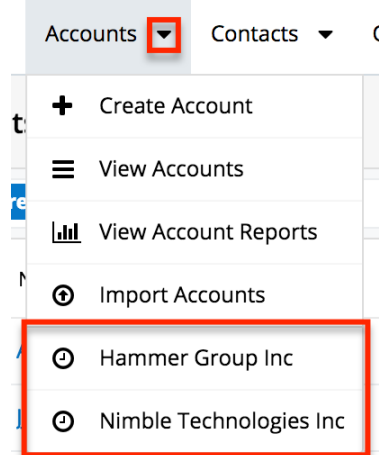 Accounts Contacts
Create Account
View Accounts
View Account Reports
Import Accounts
Hammer Group Inc
Nimble Technologies Inc